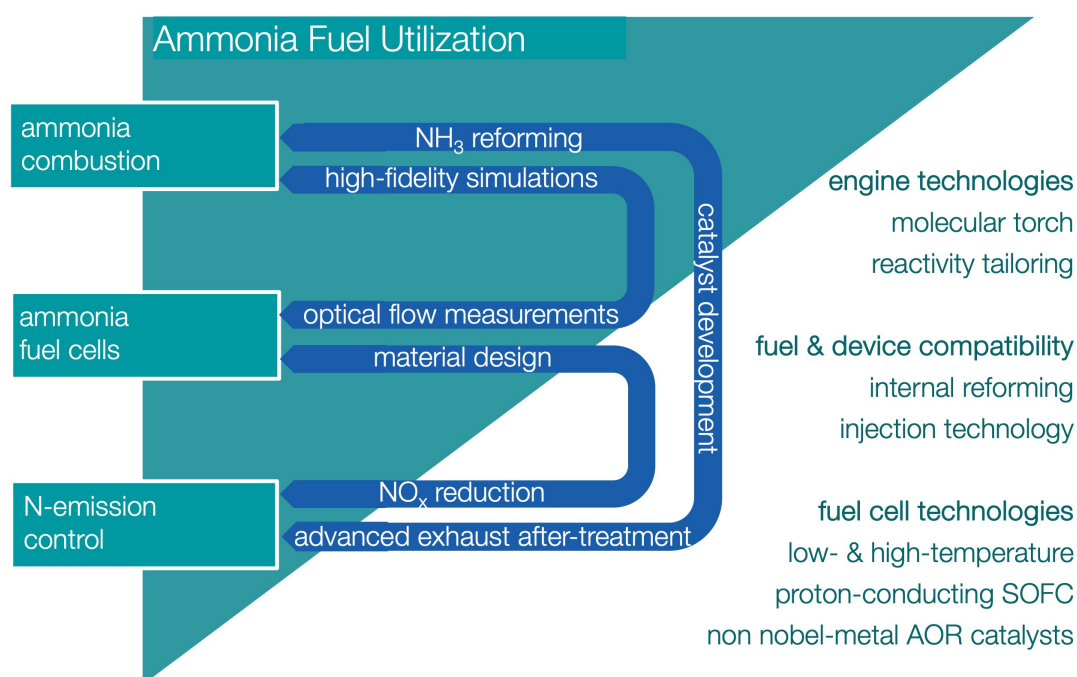 Ammonia Fuel Utilization
ammonia
combustion
NH₃ reforming
high-fidelity simulations
ammonia
fuel cells
optical flow measurements
material design
N-emission
control
NOₓ reduction
advanced exhaust after-treatment
catalyst development
engine technologies
molecular torch
reactivity tailoring
fuel & device compatibility
internal reforming
injection technology
fuel cell technologies
low- & high-temperature
proton-conducting SOFC
non nobel-metal AOR catalysts